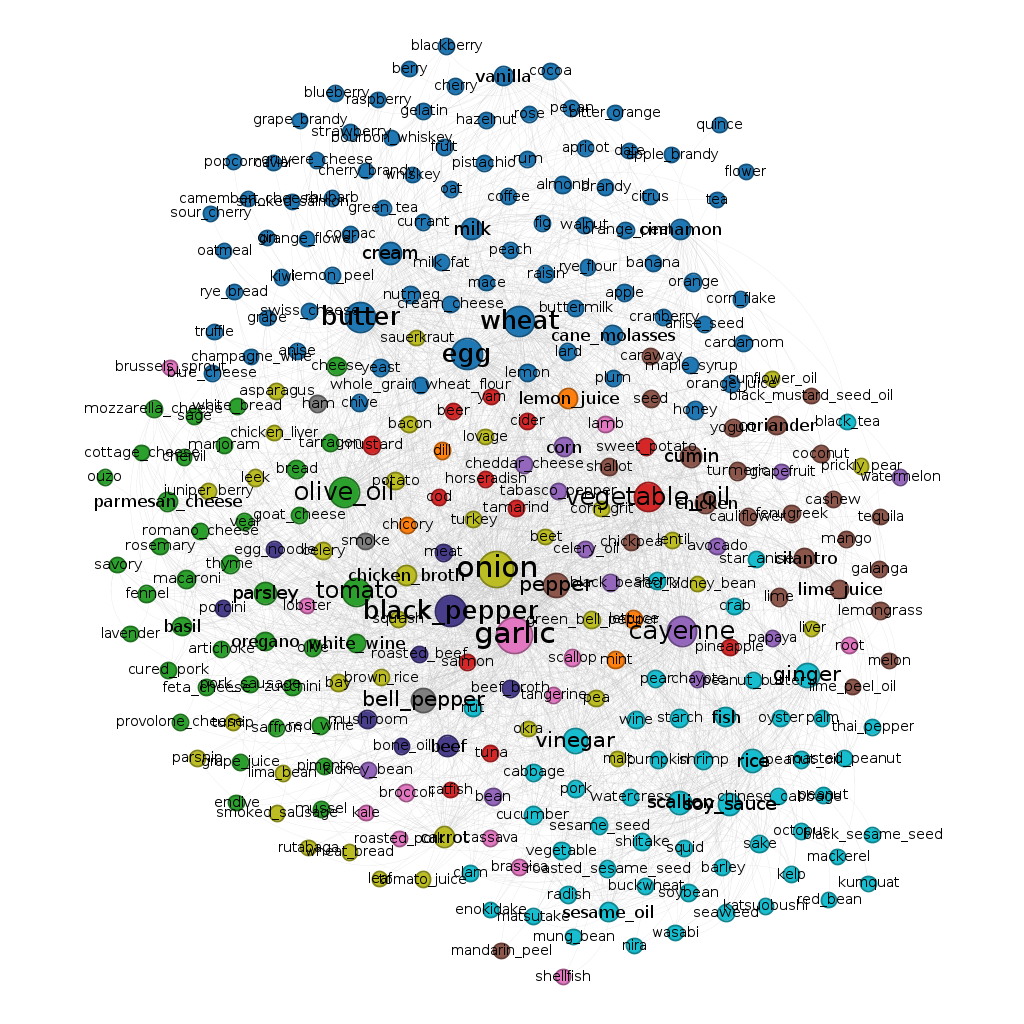 blackberry
berry
vanilla
cocoa
cherry
blueberry
raspberry
gelatin
hazelnut
rose
pecan
bitter_orange
grape_brandy
strawberry
bourbon_whiskey
quince
fruit
apricot
date
apple_brandy
popcorn
caviar
gruyere_cheese
cherry_brandy
whiskey
pistachio
rum
flower
oat
almond
brandy
camembert_cheese
smoked_salmon
rhubarb
coffee
citrus
tea
sour_cherry
green_tea
currant
milk
fig
walnut
orange_peel
cinnamon
gin
orange_flower
cognac
oatmeal
cream
milk_fat
peach
rye_flour
banana
kiwi
lemon_peel
mace
raisin
orange
rye_bread
nutmeg
cream_cheese
apple
corn_flake
grape
swiss_cheese
butter
wheat
buttermilk
cranberry
anise_seed
truffle
sauerkraut
cane_molasses
cardamom
champagne_wine
anise
egg
lard
caraway
brussels_sprout
blue_cheese
cheese
yeast
lemon
maple_syrup
plum
whole_grain_wheat_flour
orange_juice
sunflower_oil
asparagus
yam
lemon_juice
seed
black_mustard_seed_oil
mozzarella_cheese
sage
white_bread
ham
chive
beer
cider
lamb
honey
black_tea
chicken_liver
bacon
yogurt
coriander
marjoram
tarragon
mustard
lovage
corn
sweet_potato
cottage_cheese
chervil
dill
cumin
coconut
bread
cheddar_cheese
shallot
turmeric
grapefruit
prickly_pear
ouzo
leek
potato
horseradish
watermelon
juniper_berry
olive_oil
cod
tabasco_pepper
vegetable_oil
cashew
parmesan_cheese
tamarind
corn_grit
chicken
veal
goat_cheese
chicory
turkey
cauliflower
fenugreek
tequila
romano_cheese
beet
mango
rosemary
egg_noodle
celery
smoke
meat
celery_oil
chickpea
lentil
avocado
savory
thyme
star_anise
cilantro
macaroni
chicken_broth
onion
pepper
black_bean
sherry
kidney_bean
galanga
fennel
parsley
tomato
lime
lime_juice
porcini
lobster
black_pepper
crab
lemongrass
squash
green_bell_pepper
lettuce
lavender
basil
garlic
cayenne
papaya
liver
oregano
olive
white_wine
pineapple
root
artichoke
roasted_beef
salmon
scallop
mint
melon
cured_pork
brown_rice
pear
chayote
peanut_butter
ginger
feta_cheese
pork_sausage
zucchini
bay
beef_broth
tangerine
pea
lime_peel_oil
bell_pepper
nut
provolone_cheese
turnip
saffron
red_wine
mushroom
okra
wine
starch
fish
oyster
palm
thai_pepper
bone_oil
beef
vinegar
parsnip
grape_juice
lima_bean
pimento
kidney_bean
tuna
malt
pumpkin
shrimp
rice
roasted_peanut
cabbage
broccoli
catfish
bean
pork
watercress
scallion
soy_sauce
chinese_cabbage
peanut
endive
smoked_sausage
mussel
kale
cucumber
sesame_seed
octopus
black_sesame_seed
roasted_pork
carrot
cassava
shiitake
squid
sake
rutabaga
wheat_bread
vegetable
mackerel
brassica
roasted_sesame_seed
barley
leaf
tomato_juice
clam
buckwheat
soybean
kelp
kumquat
radish
katsuobushi
red_bean
enokidake
matsutake
sesame_oil
seaweed
mung_bean
nira
wasabi
mandarin_peel
shellfish